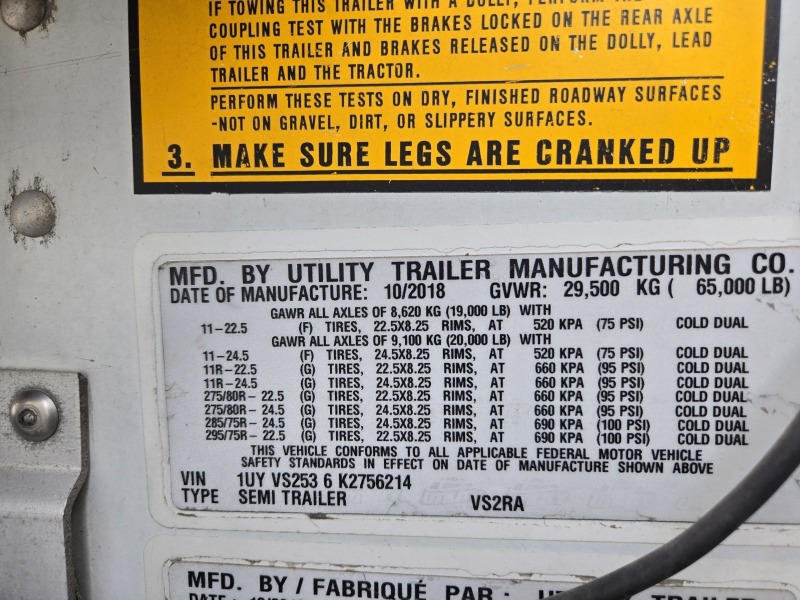 IF TOWING THIS TRAILER WITH A DOLLY, PERFORM THE
COUPLING TEST WITH THE BRAKES LOCKED ON THE REAR AXLE
OF THIS TRAILER AND BRAKES RELEASED ON THE DOLLY, LEAD
TRAILER AND THE TRACTOR.
PERFORM THESE TESTS ON DRY, FINISHED ROADWAY SURFACES
-NOT ON GRAVEL, DIRT, OR SLIPPERY SURFACES.
3. MAKE SURE LEGS ARE CRANKED UP
MFD. BY UTILITY TRAILER MANUFACTURING CO.
DATE OF MANUFACTURE: 10/2018 GVWR: 29,500 KG ( 65,000 LB)
GAWR ALL AXLES OF 8,620 KG (19,000 LB) WITH
11-22.5 (F) TIRES, 22.5X8.25 RIMS, AT 520 KPA (75 PSI) COLD DUAL
GAWR ALL AXLES OF 9,100 KG (20,000 LB) WITH
11-24.5 (F) TIRES, 24.5X8.25 RIMS, AT 520 KPA (75 PSI) COLD DUAL
11R-22.5 (G) TIRES, 22.5X8.25 RIMS, AT 660 KPA (95 PSI) COLD DUAL
11R-24.5 (G) TIRES, 24.5X8.25 RIMS, AT 660 KPA (95 PSI) COLD DUAL
275/80R-22.5 (G) TIRES, 22.5X8.25 RIMS, AT 660 KPA (95 PSI) COLD DUAL
275/80R-24.5 (G) TIRES, 24.5X8.25 RIMS, AT 660 KPA (95 PSI) COLD DUAL
285/75R-24.5 (G) TIRES, 24.5X8.25 RIMS, AT 690 KPA (100 PSI) COLD DUAL
295/75R-22.5 (G) TIRES, 22.5X8.25 RIMS, AT 690 KPA (100 PSI) COLD DUAL
THIS VEHICLE CONFORMS TO ALL APPLICABLE FEDERAL MOTOR VEHICLE
SAFETY STANDARDS IN EFFECT ON DATE OF MANUFACTURE SHOWN ABOVE
VIN 1UY VS253 6 K2756214
TYPE SEMI TRAILER VS2RA
MFD. BY / FABRIQUÉ PAR: TRAILER
DATE: